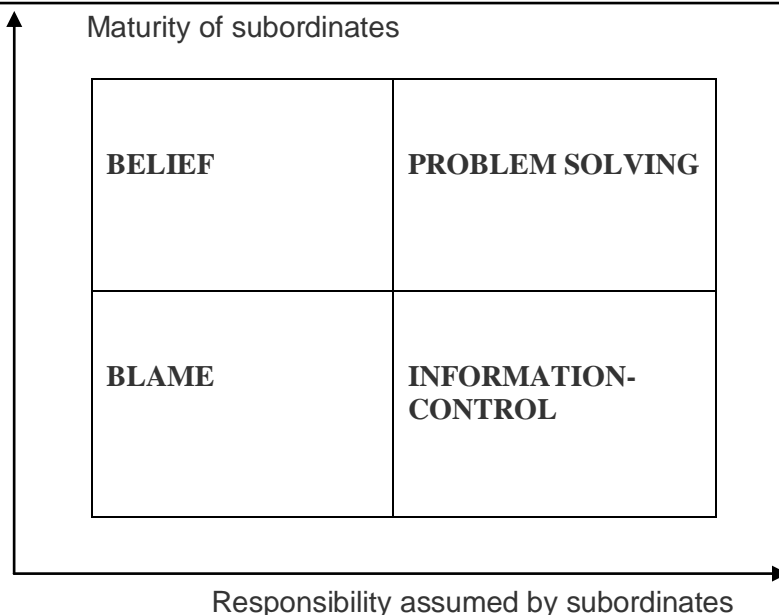 Maturity of subordinates
BELIEF
PROBLEM SOLVING
BLAME
INFORMATION-
CONTROL
Responsibility assumed by subordinates